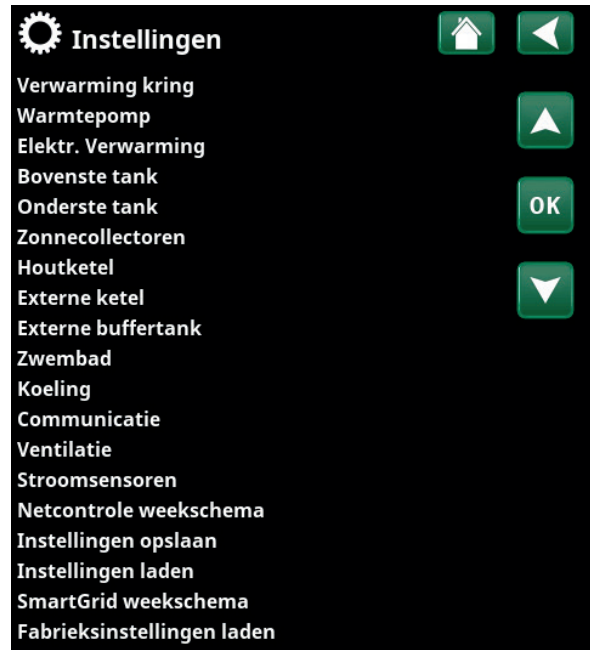 Instellingen
Verwarming kring
Warmtepomp
Elektr. Verwarming
Bovenste tank
OK
Onderste tank
Zonnecollectoren
Houtketel
Externe ketel
Externe buffertank
Zwembad
Koeling
Communicatie
Ventilatie
Stroomsensoren
Netcontrole weekschema
Instellingen opslaan
Instellingen laden
SmartGrid weekschema
Fabrieksinstellingen laden